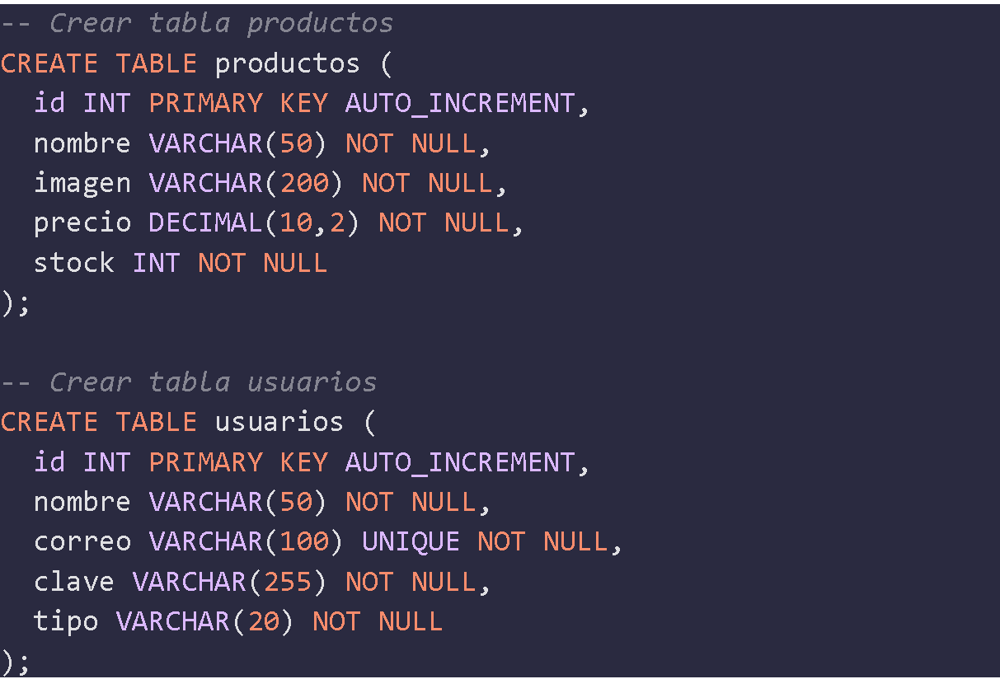 -- Crear tabla productos
CREATE TABLE productos (
  id INT PRIMARY KEY AUTO_INCREMENT,
  nombre VARCHAR(50) NOT NULL,
  imagen VARCHAR(200) NOT NULL,
  precio DECIMAL(10,2) NOT NULL,
  stock INT NOT NULL
);

-- Crear tabla usuarios
CREATE TABLE usuarios (
  id INT PRIMARY KEY AUTO_INCREMENT,
  nombre VARCHAR(50) NOT NULL,
  correo VARCHAR(100) UNIQUE NOT NULL,
  clave VARCHAR(255) NOT NULL,
  tipo VARCHAR(20) NOT NULL
);